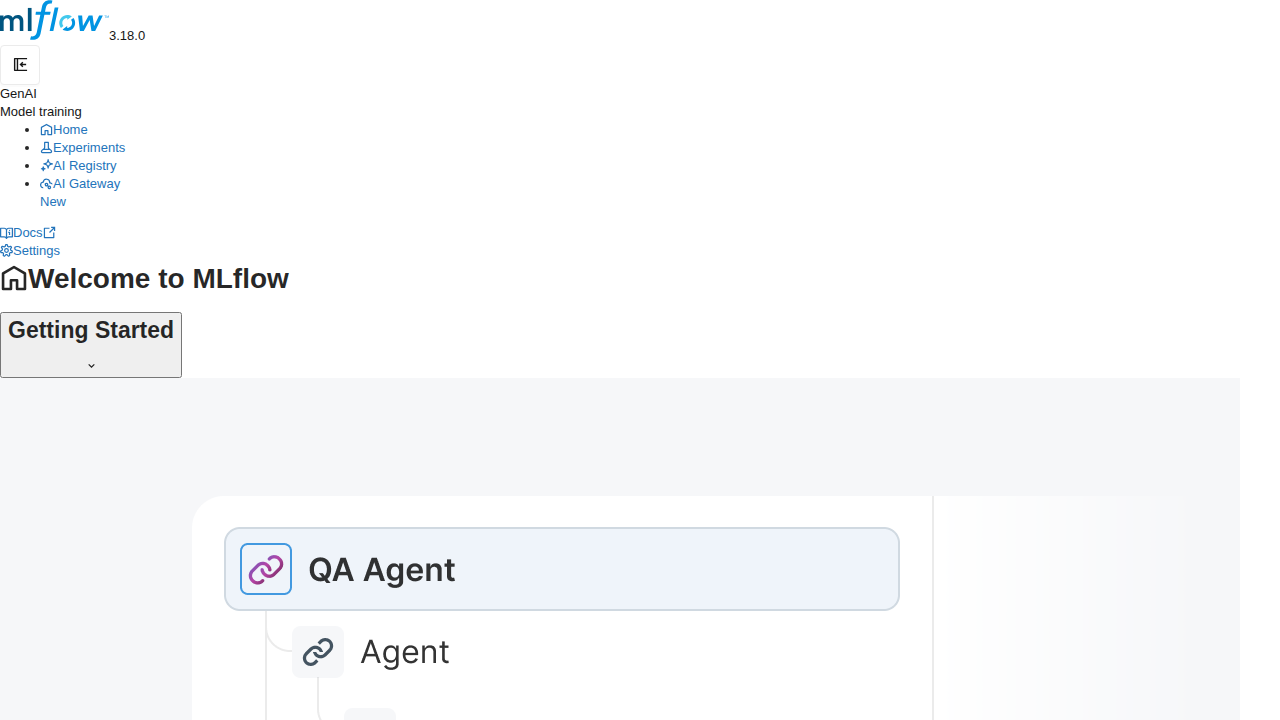 mlflow™ 3.18.0
GenAI
Model training
Home
Experiments
AI Registry
AI Gateway
New
Docs
Settings
Welcome to MLflow
Getting Started
QA Agent
Agent